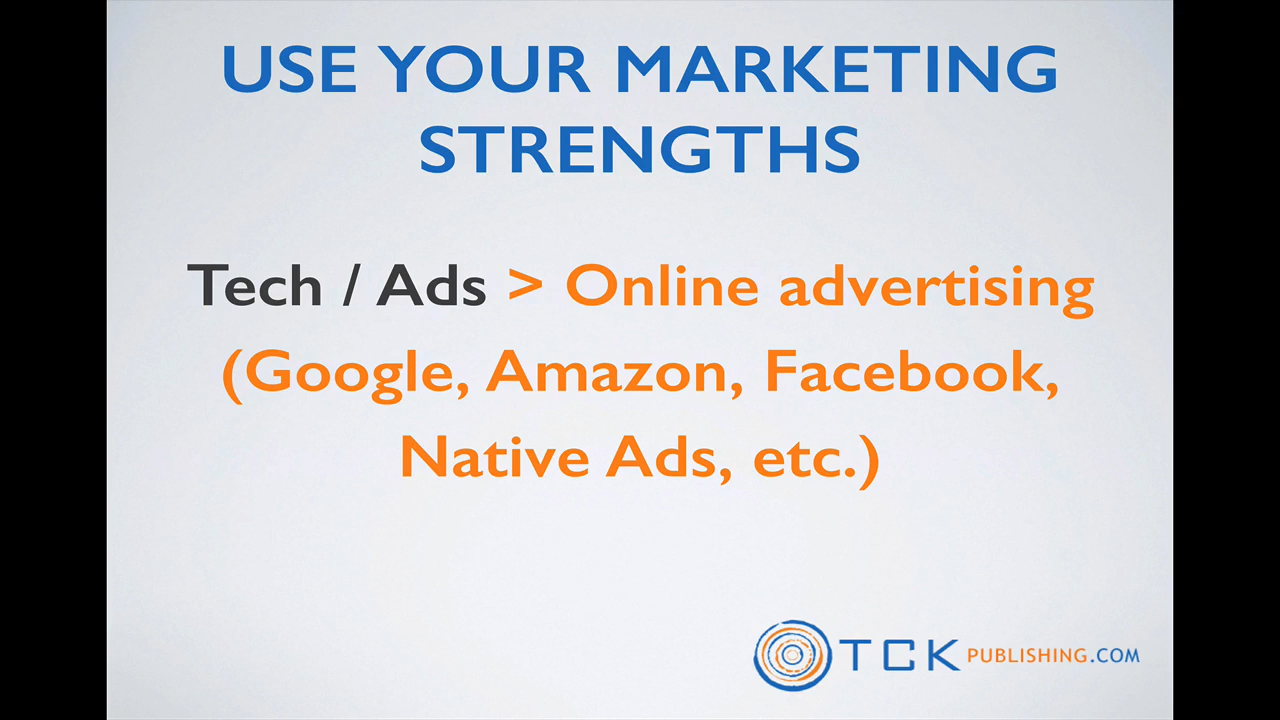 USE YOUR MARKETING
STRENGTHS
Tech / Ads > Online advertising
(Google, Amazon, Facebook,
Native Ads, etc.)
TCK PUBLISHING.COM